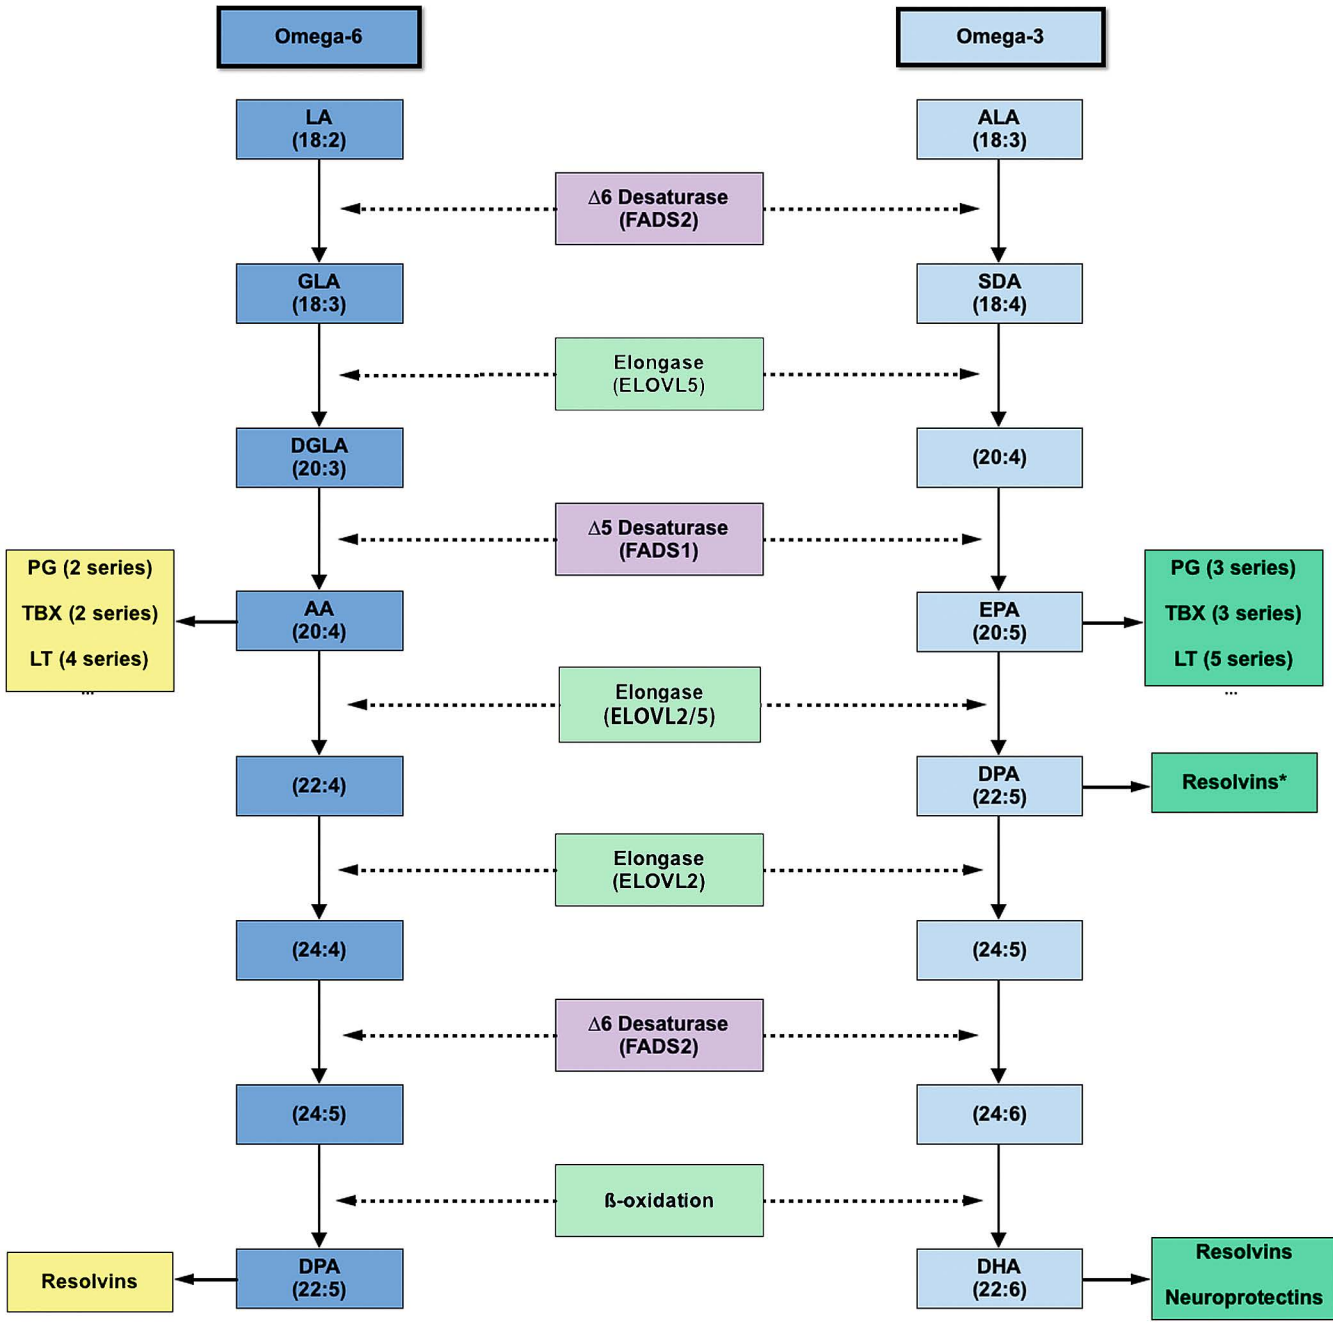 Omega-6
Omega-3
LA
(18:2)
ALA
(18:3)
Δ6 Desaturase
(FADS2)
GLA
(18:3)
SDA
(18:4)
Elongase
(ELOVL5)
DGLA
(20:3)
(20:4)
Δ5 Desaturase
(FADS1)
PG (2 series)
TBX (2 series)
LT (4 series)
...
AA
(20:4)
EPA
(20:5)
PG (3 series)
TBX (3 series)
LT (5 series)
...
Elongase
(ELOVL2/5)
(22:4)
DPA
(22:5)
Resolvins*
Elongase
(ELOVL2)
(24:4)
(24:5)
Δ6 Desaturase
(FADS2)
(24:5)
(24:6)
ß-oxidation
Resolvins
DPA
(22:5)
DHA
(22:6)
Resolvins
Neuroprotectins